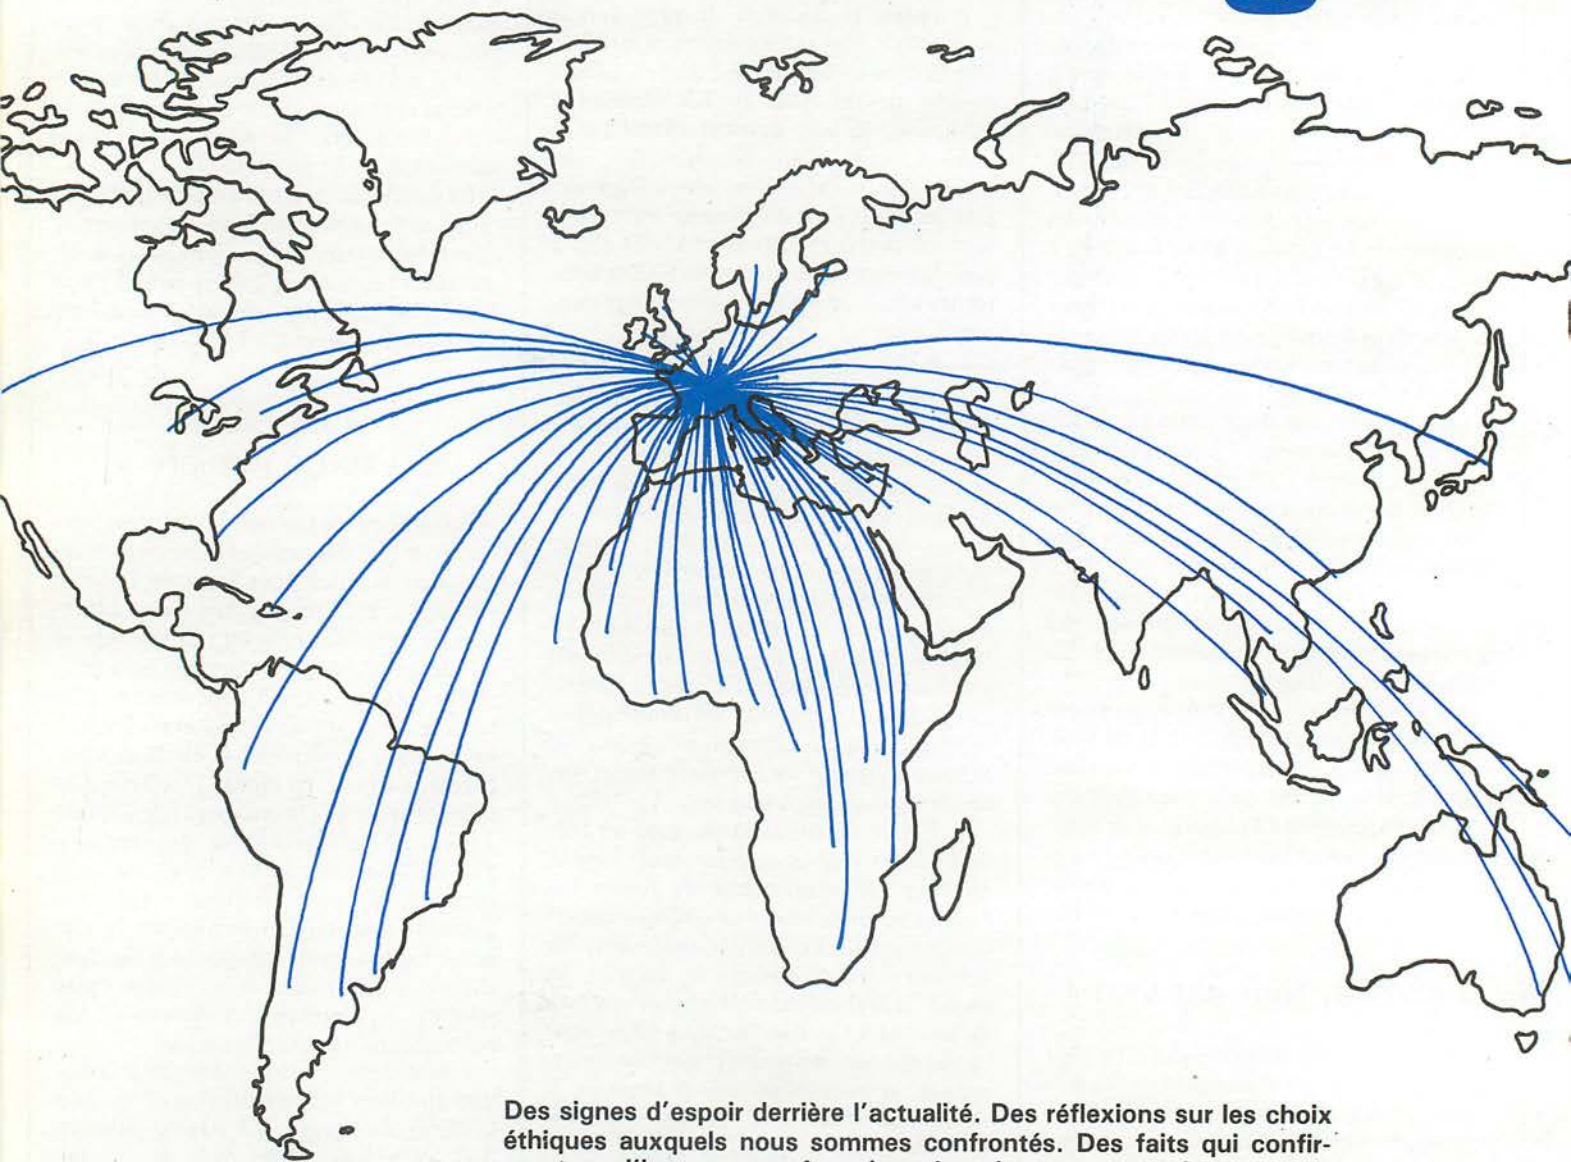 Des signes d'espoir derrière l'actualité. Des réflexions sur les choix
éthiques auxquels nous sommes confrontés. Des faits qui confir-